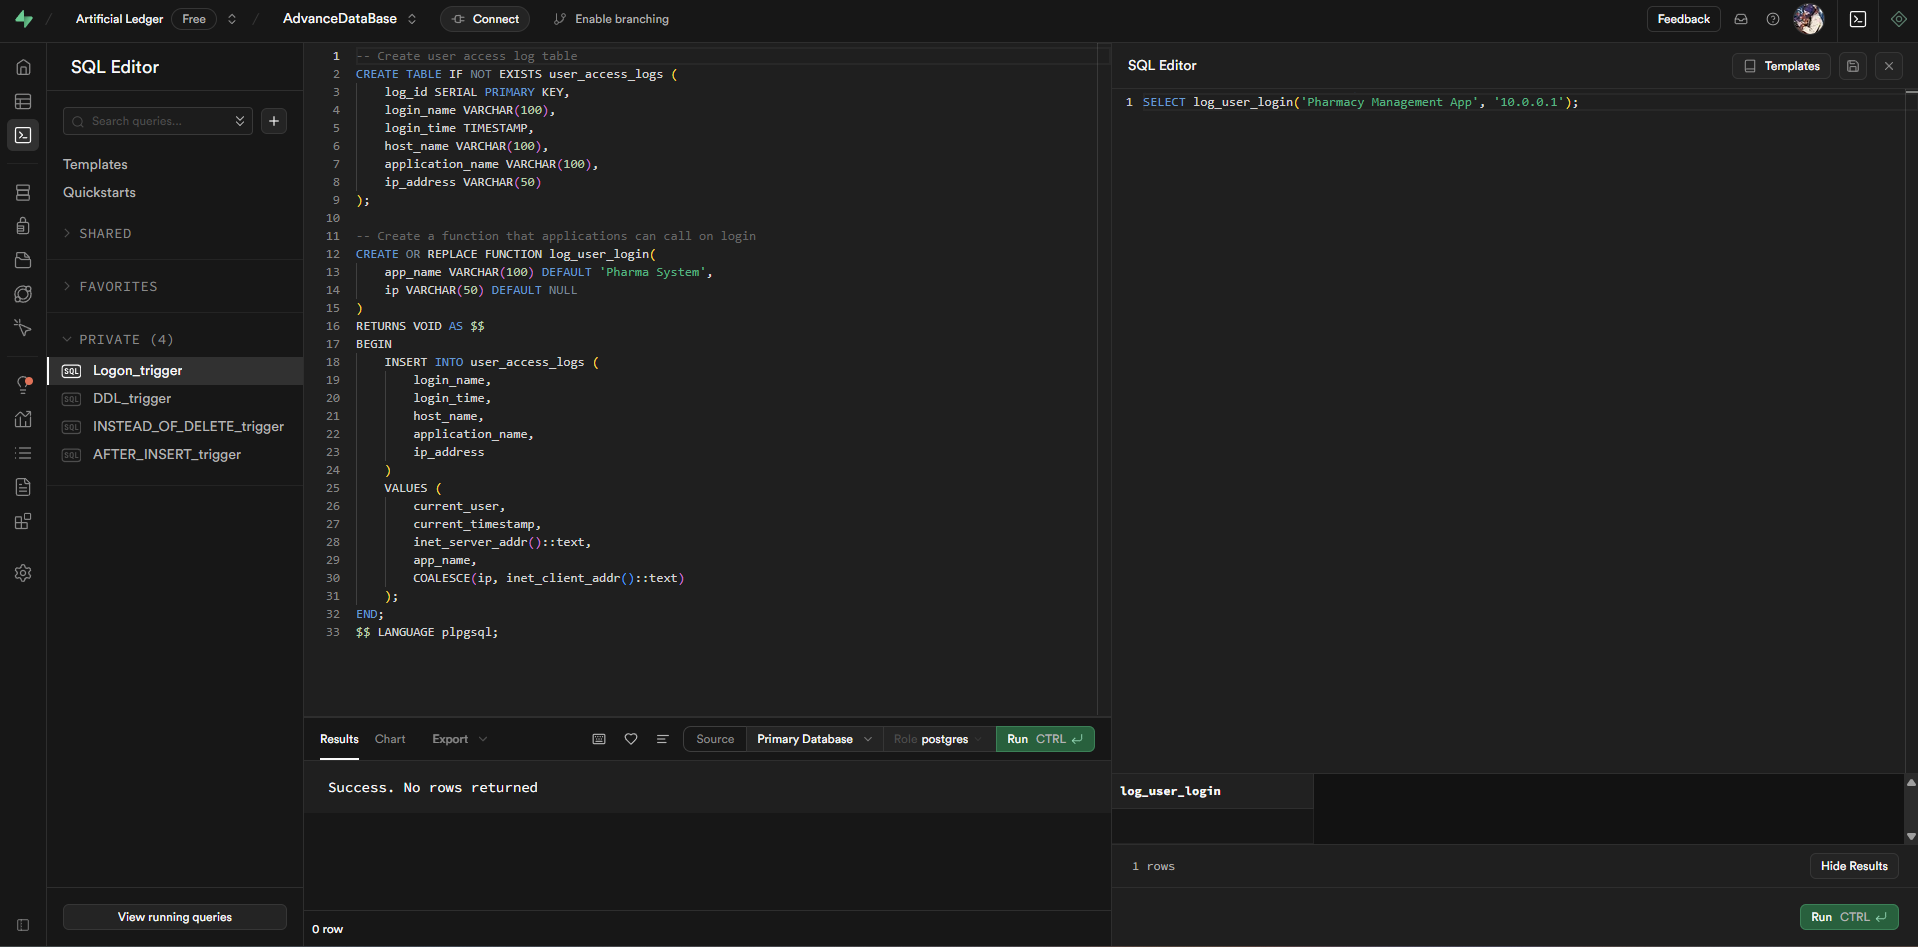 Artificial Ledger Free AdvanceDataBase Connect Enable branching Feedback
SQL Editor
Search queries...
Templates
Quickstarts
SHARED
FAVORITES
PRIVATE (4)
SQL Logon_trigger
SQL DDL_trigger
SQL INSTEAD_OF_DELETE_trigger
SQL AFTER_INSERT_trigger
View running queries
1 -- Create user access log table
2 CREATE TABLE IF NOT EXISTS user_access_logs (
3 log_id SERIAL PRIMARY KEY,
4 login_name VARCHAR(100),
5 login_time TIMESTAMP,
6 host_name VARCHAR(100),
7 application_name VARCHAR(100),
8 ip_address VARCHAR(50)
9 );
10
11 -- Create a function that applications can call on login
12 CREATE OR REPLACE FUNCTION log_user_login(
13 app_name VARCHAR(100) DEFAULT 'Pharma System',
14 ip VARCHAR(50) DEFAULT NULL
15 )
16 RETURNS VOID AS $$
17 BEGIN
18 INSERT INTO user_access_logs (
19 login_name,
20 login_time,
21 host_name,
22 application_name,
23 ip_address
24 )
25 VALUES (
26 current_user,
27 current_timestamp,
28 inet_server_addr()::text,
29 app_name,
30 COALESCE(ip, inet_client_addr()::text)
31 );
32 END;
33 $$ LANGUAGE plpgsql;
Results Chart Export Source Primary Database Role postgres Run CTRL
Success. No rows returned
0 row
SQL Editor Templates
1 SELECT log_user_login('Pharmacy Management App', '10.0.0.1');
log_user_login
1 rows Hide Results
Run CTRL